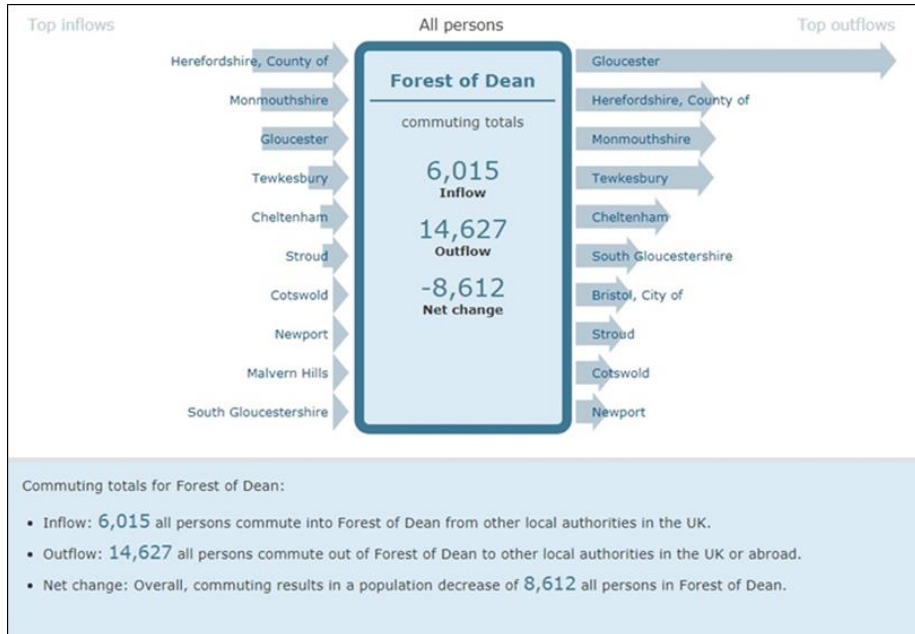 Top inflows
All persons
Top outflows
Herefordshire, County of
Monmouthshire
Gloucester
Tewkesbury
Cheltenham
Stroud
Cotswold
Newport
Malvern Hills
South Gloucestershire
Forest of Dean
commuting totals
6,015
Inflow
14,627
Outflow
-8,612
Net change
Gloucester
Herefordshire, County of
Monmouthshire
Tewkesbury
Cheltenham
South Gloucestershire
Bristol, City of
Stroud
Cotswold
Newport
Commuting totals for Forest of Dean:
• Inflow: 6,015 all persons commute into Forest of Dean from other local authorities in the UK.
• Outflow: 14,627 all persons commute out of Forest of Dean to other local authorities in the UK or abroad.
• Net change: Overall, commuting results in a population decrease of 8,612 all persons in Forest of Dean.